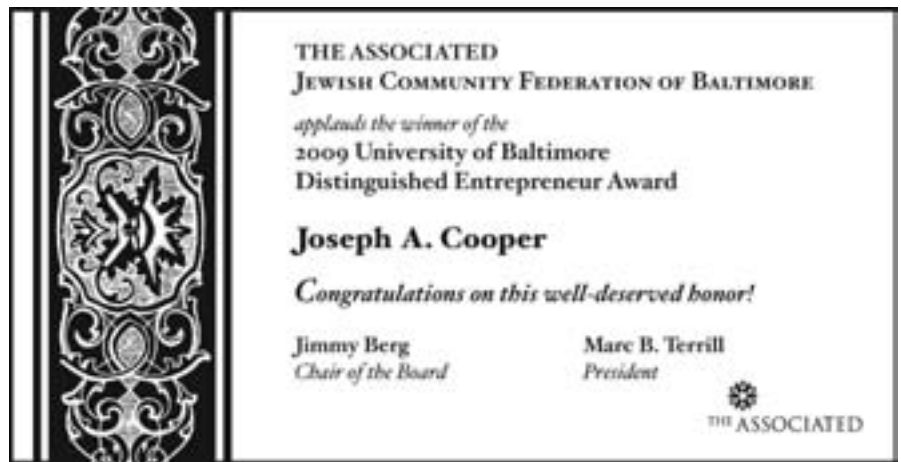 THE ASSOCIATED
JEWISH COMMUNITY FEDERATION OF BALTIMORE
applauds the winner of the
2009 University of Baltimore
Distinguished Entrepreneur Award
Joseph A. Cooper
Congratulations on this well-deserved honor!
Jimmy Berg
Chair of the Board
Marc B. Terrill
President
THE ASSOCIATED